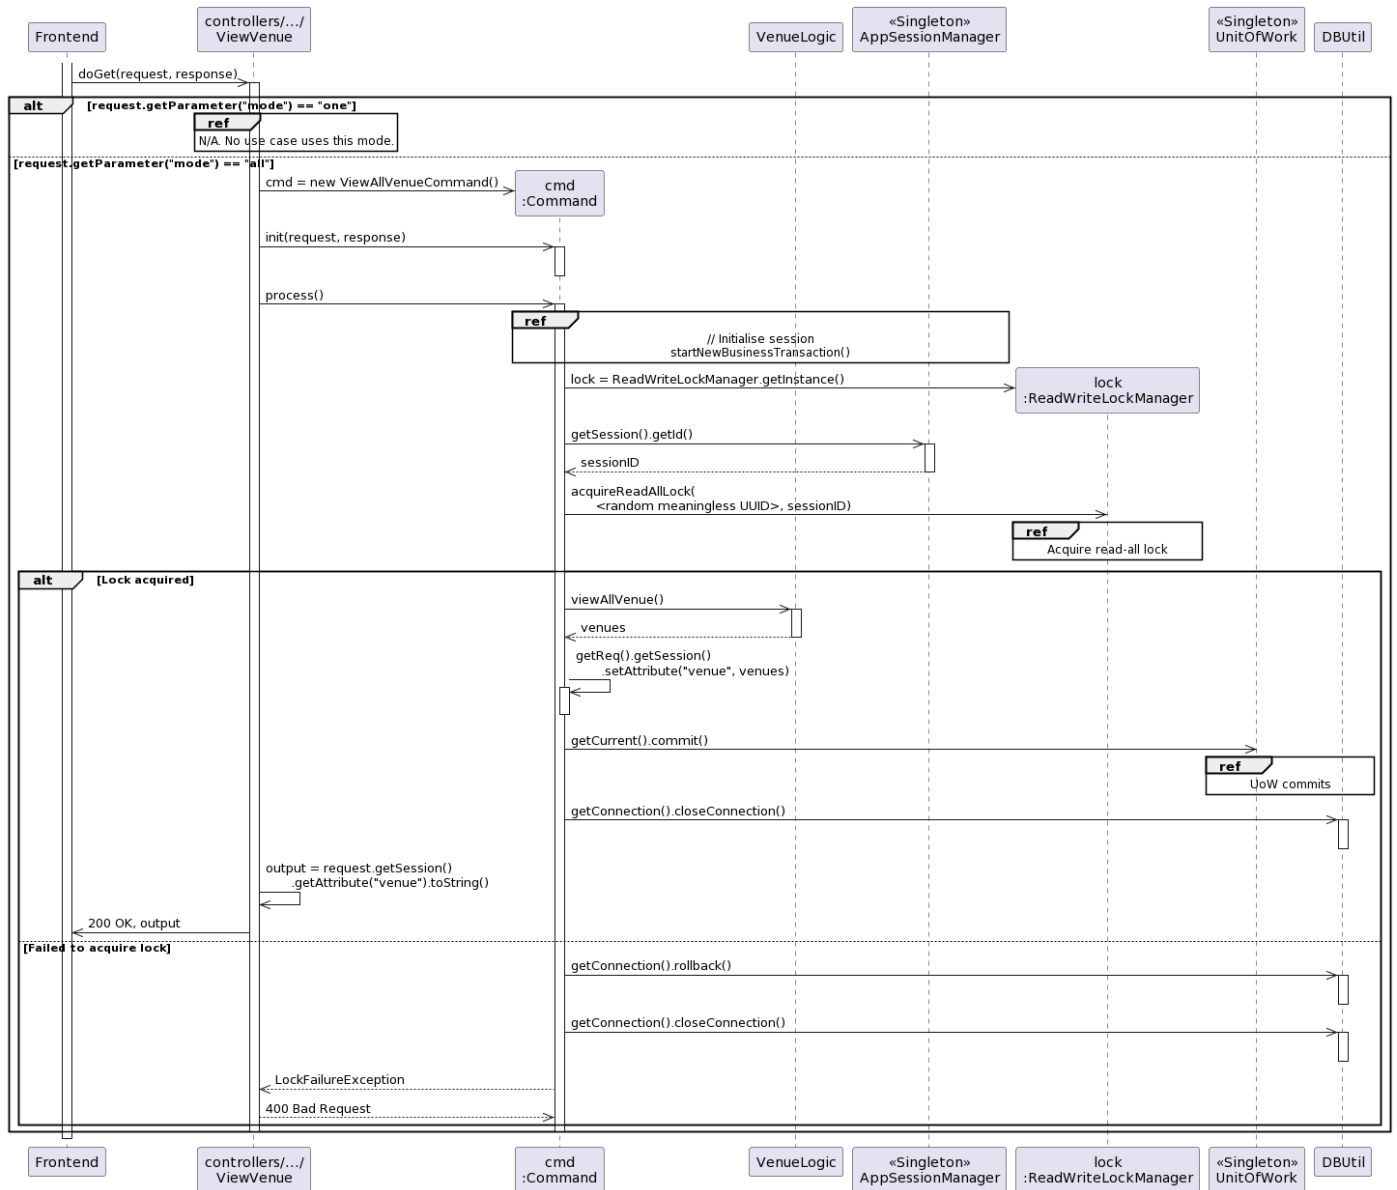 Frontend
controllers/.../
ViewVenue
VenueLogic
«Singleton»
AppSessionManager
«Singleton»
UnitOfWork
DBUtil
doGet(request, response)
alt
[request.getParameter("mode") == "one"]
ref
N/A. No use case uses this mode.
[request.getParameter("mode") == "all"]
cmd = new ViewAllVenueCommand()
cmd
:Command
init(request, response)
process()
ref
// Initialise session
startNewBusinessTransaction()
lock = ReadWriteLockManager.getInstance()
lock
:ReadWriteLockManager
getSession().getId()
sessionID
acquireReadAllLock(
<random meaningless UUID>, sessionID)
ref
Acquire read-all lock
alt
[Lock acquired]
viewAllVenue()
venues
getReq().getSession()
.setAttribute("venue", venues)
getCurrent().commit()
ref
UoW commits
getConnection().closeConnection()
output = request.getSession()
.getAttribute("venue").toString()
200 OK, output
[Failed to acquire lock]
getConnection().rollback()
getConnection().closeConnection()
LockFailureException
400 Bad Request
Frontend
controllers/.../
ViewVenue
cmd
:Command
VenueLogic
«Singleton»
AppSessionManager
lock
:ReadWriteLockManager
«Singleton»
UnitOfWork
DBUtil